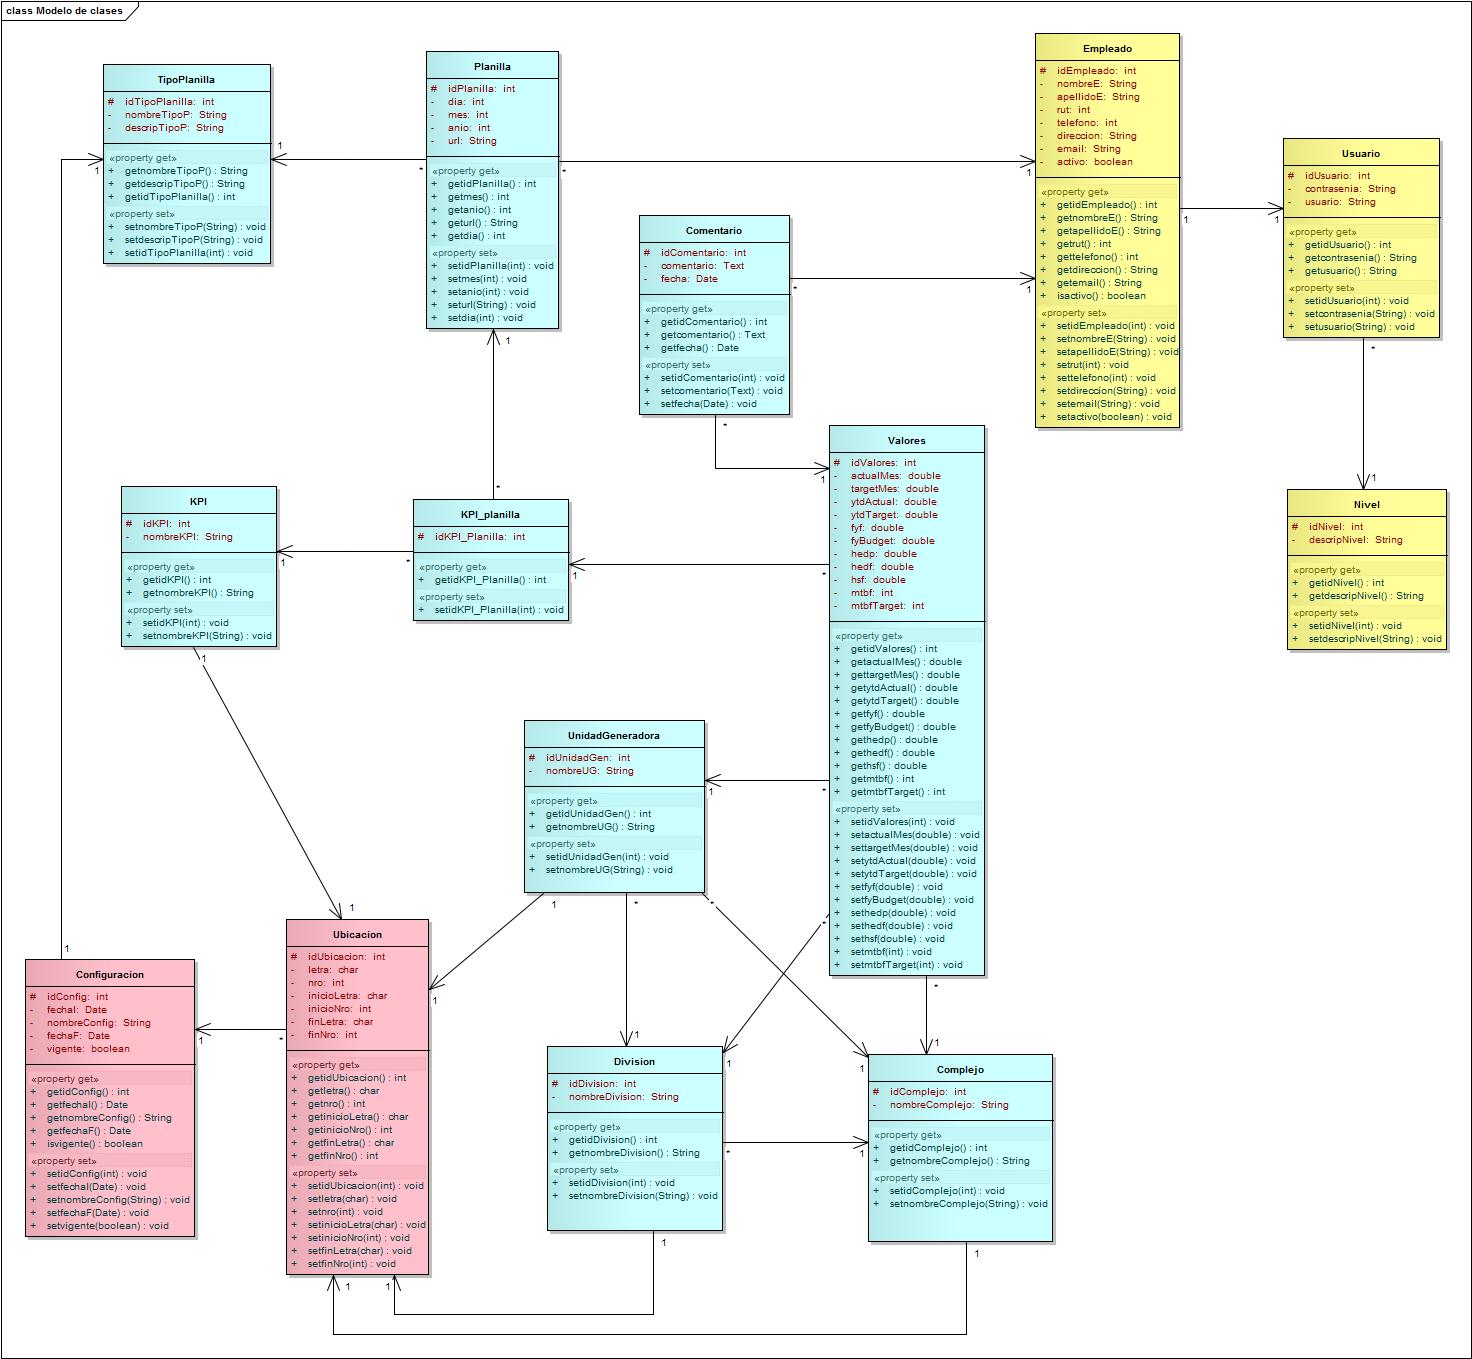 class Modelo de clases
TipoPlanilla
# idTipoPlanilla: int
- nombreTipoP: String
- descripTipoP: String
«property get»
+ getnombreTipoP() : String
+ getdescripTipoP() : String
+ getidTipoPlanilla() : int
«property set»
+ setnombreTipoP(String) : void
+ setdescripTipoP(String) : void
+ setidTipoPlanilla(int) : void
1
1
Planilla
# idPlanilla: int
- dia: int
- mes: int
- anio: int
- url: String
«property get»
+ getidPlanilla() : int
+ getmes() : int
+ getanio() : int
+ geturl() : String
+ getdia() : int
«property set»
+ setidPlanilla(int) : void
+ setmes(int) : void
+ setanio(int) : void
+ seturl(String) : void
+ setdia(int) : void
*
*
1
Empleado
# idEmpleado: int
- nombreE: String
- apellidoE: String
- rut: int
- telefono: int
- direccion: String
- email: String
- activo: boolean
«property get»
+ getidEmpleado() : int
+ getnombreE() : String
+ getapellidoE() : String
+ getrut() : int
+ gettelefono() : int
+ getdireccion() : String
+ getemail() : String
+ isactivo() : boolean
«property set»
+ setidEmpleado(int) : void
+ setnombreE(String) : void
+ setapellidoE(String) : void
+ setrut(int) : void
+ settelefono(int) : void
+ setdireccion(String) : void
+ setemail(String) : void
+ setactivo(boolean) : void
1
1
1
Usuario
# idUsuario: int
- contrasenia: String
- usuario: String
«property get»
+ getidUsuario() : int
+ getcontrasenia() : String
+ getusuario() : String
«property set»
+ setidUsuario(int) : void
+ setcontrasenia(String) : void
+ setusuario(String) : void
1
*
Comentario
# idComentario: int
- comentario: Text
- fecha: Date
«property get»
+ getidComentario() : int
+ getcomentario() : Text
+ getfecha() : Date
«property set»
+ setidComentario(int) : void
+ setcomentario(Text) : void
+ setfecha(Date) : void
*
*
Valores
# idValores: int
- actualMes: double
- targetMes: double
- ytdActual: double
- ytdTarget: double
- fyf: double
- fyBudget: double
- hedp: double
- hedf: double
- hsf: double
- mtbf: int
- mtbfTarget: int
«property get»
+ getidValores() : int
+ getactualMes() : double
+ gettargetMes() : double
+ getytdActual() : double
+ getytdTarget() : double
+ getfyf() : double
+ getfyBudget() : double
+ gethedp() : double
+ gethedf() : double
+ gethsf() : double
+ getmtbf() : int
+ getmtbfTarget() : int
«property set»
+ setidValores(int) : void
+ setactualMes(double) : void
+ settargetMes(double) : void
+ setytdActual(double) : void
+ setytdTarget(double) : void
+ setfyf(double) : void
+ setfyBudget(double) : void
+ sethedp(double) : void
+ sethedf(double) : void
+ sethsf(double) : void
+ setmtbf(int) : void
+ setmtbfTarget(int) : void
1
*
*
*
*
KPI
# idKPI: int
- nombreKPI: String
«property get»
+ getidKPI() : int
+ getnombreKPI() : String
«property set»
+ setidKPI(int) : void
+ setnombreKPI(String) : void
1
1
KPI_planilla
# idKPI_Planilla: int
«property get»
+ getidKPI_Planilla() : int
«property set»
+ setidKPI_Planilla(int) : void
*
*
1
Nivel
# idNivel: int
- descripNivel: String
«property get»
+ getidNivel() : int
+ getdescripNivel() : String
«property set»
+ setidNivel(int) : void
+ setdescripNivel(String) : void
1
UnidadGeneradora
# idUnidadGen: int
- nombreUG: String
«property get»
+ getidUnidadGen() : int
+ getnombreUG() : String
«property set»
+ setidUnidadGen(int) : void
+ setnombreUG(String) : void
1
1
*
*
Ubicacion
# idUbicacion: int
- letra: char
- nro: int
- inicioLetra: char
- inicioNro: int
- finLetra: char
- finNro: int
«property get»
+ getidUbicacion() : int
+ getletra() : char
+ getnro() : int
+ getinicioLetra() : char
+ getinicioNro() : int
+ getfinLetra() : char
+ getfinNro() : int
«property set»
+ setidUbicacion(int) : void
+ setletra(char) : void
+ setnro(int) : void
+ setinicioLetra(char) : void
+ setinicioNro(int) : void
+ setfinLetra(char) : void
+ setfinNro(int) : void
1
1
*
1
1
Configuracion
# idConfig: int
- fechaI: Date
- nombreConfig: String
- fechaF: Date
- vigente: boolean
«property get»
+ getidConfig() : int
+ getfechaI() : Date
+ getnombreConfig() : String
+ getfechaF() : Date
+ isvigente() : boolean
«property set»
+ setidConfig(int) : void
+ setfechaI(Date) : void
+ setnombreConfig(String) : void
+ setfechaF(Date) : void
+ setvigente(boolean) : void
1
1
Division
# idDivision: int
- nombreDivision: String
«property get»
+ getidDivision() : int
+ getnombreDivision() : String
«property set»
+ setidDivision(int) : void
+ setnombreDivision(String) : void
1
1
*
1
Complejo
# idComplejo: int
- nombreComplejo: String
«property get»
+ getidComplejo() : int
+ getnombreComplejo() : String
«property set»
+ setidComplejo(int) : void
+ setnombreComplejo(String) : void
1
1
1
1